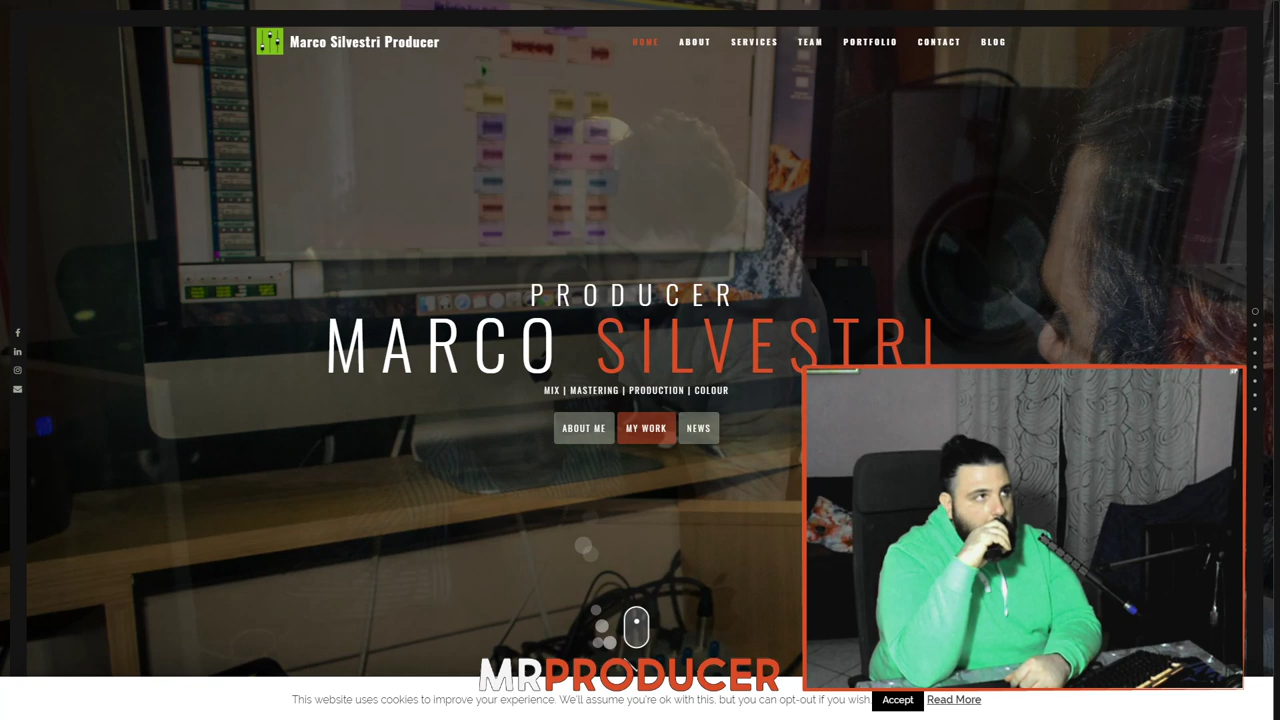 Marco Silvestri Producer
HOME ABOUT SERVICES TEAM PORTFOLIO CONTACT BLOG
PRODUCER
MARCO SILVESTRI
MIX | MASTERING | PRODUCTION | COLOUR
ABOUT ME MY WORK NEWS
MRPRODUCER
This website uses cookies to improve your experience. We'll assume you're ok with this, but you can opt-out if you wish. Accept Read More